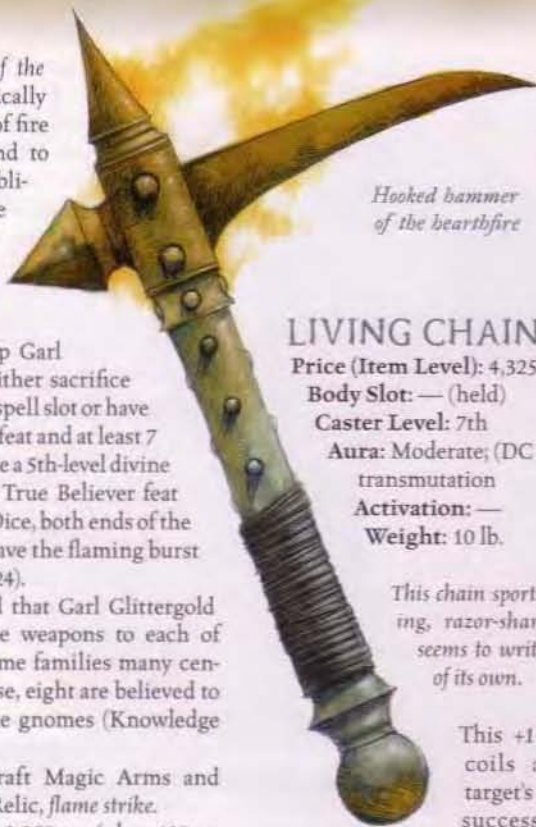 f the
ically
of fire
nd to
bli-
e
p Garl
ither sacrifice
spell slot or have
feat and at least 7
e a 5th-level divine
True Believer feat
Dice, both ends of the
ave the flaming burst
24).
d that Garl Glittergold
e weapons to each of
me families many cen-
se, eight are believed to
e gnomes (Knowledge
raft Magic Arms and
Relic, flame strike.
Hooked hammer
of the hearthfire
LIVING CHAIN
Price (Item Level): 4,325
Body Slot: — (held)
Caster Level: 7th
Aura: Moderate; (DC
transmutation
Activation: —
Weight: 10 lb.
This chain sport
ing, razor-shar
seems to writ
of its own.
This +1
coils a
target's
success